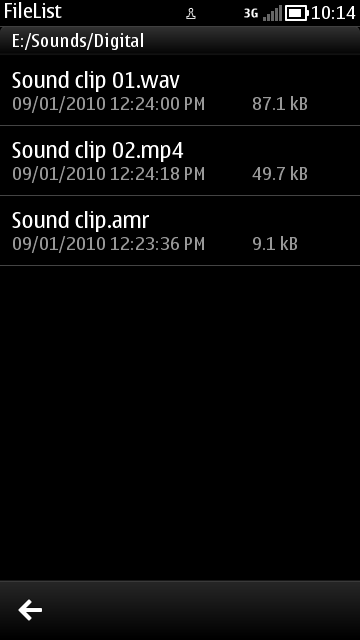 FileList 3G 10:14
E:/Sounds/Digital
Sound clip 01.wav
09/01/2010 12:24:00 PM 87.1 kB
Sound clip 02.mp4
09/01/2010 12:24:18 PM 49.7 kB
Sound clip.amr
09/01/2010 12:23:36 PM 9.1 kB